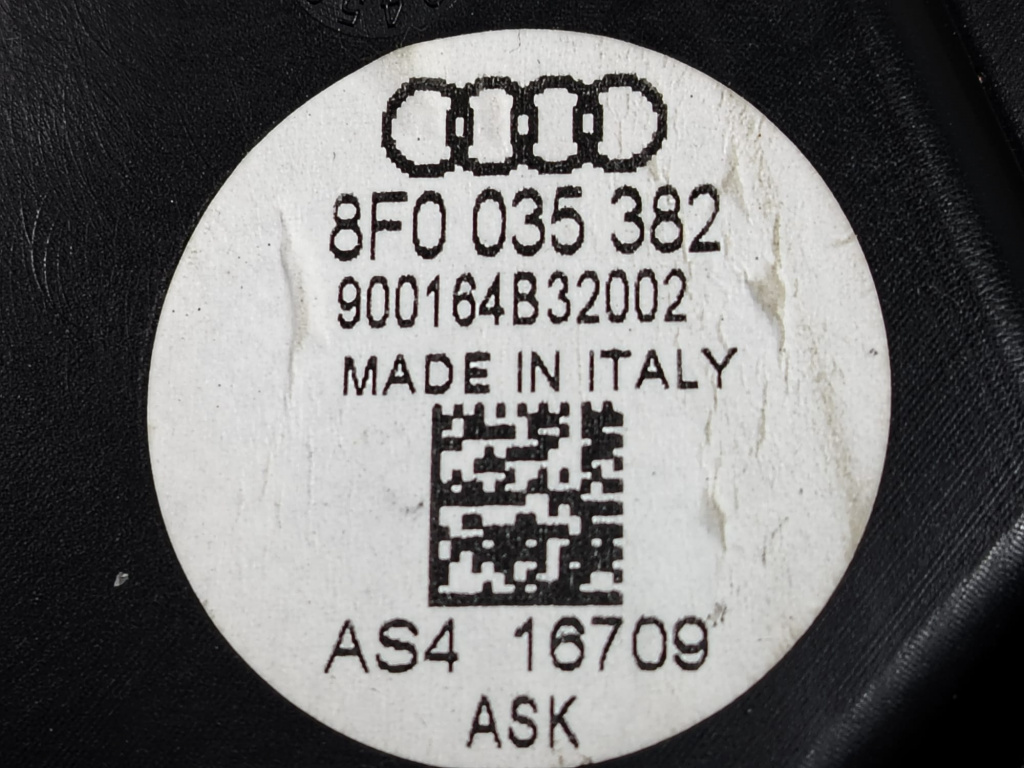 8F0 035 382
900164B32002
MADE IN ITALY
AS4 16709
ASK